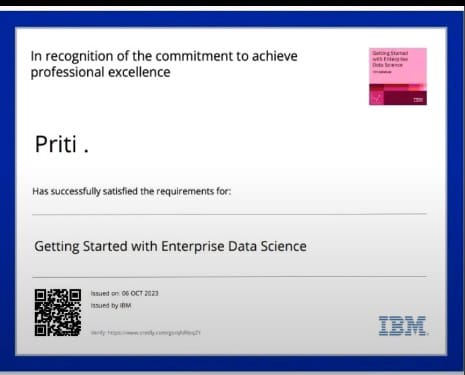 In recognition of the commitment to achieve
professional excellence
Getting Started
with Enterprise
Data Science
Priti .
Has successfully satisfied the requirements for:
Getting Started with Enterprise Data Science
Issued on: 06 OCT 2023
Issued by IBM
Verify: https://www.credly.com/go/
IBM
IBM